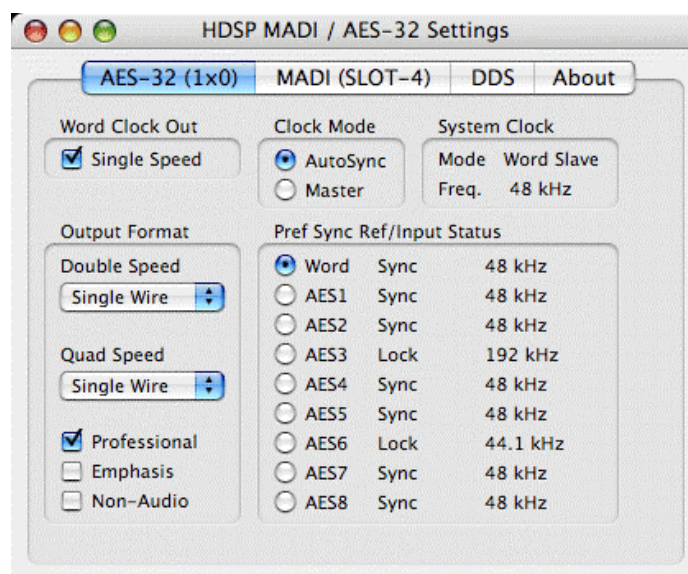 HDSP MADI / AES-32 Settings
AES-32 (1x0) MADI (SLOT-4) DDS About
Word Clock Out
Single Speed
Clock Mode
AutoSync
Master
System Clock
Mode Word Slave
Freq. 48 kHz
Output Format
Double Speed
Single Wire
Quad Speed
Single Wire
Professional
Emphasis
Non-Audio
Pref Sync Ref/Input Status
Word Sync 48 kHz
AES1 Sync 48 kHz
AES2 Sync 48 kHz
AES3 Lock 192 kHz
AES4 Sync 48 kHz
AES5 Sync 48 kHz
AES6 Lock 44.1 kHz
AES7 Sync 48 kHz
AES8 Sync 48 kHz